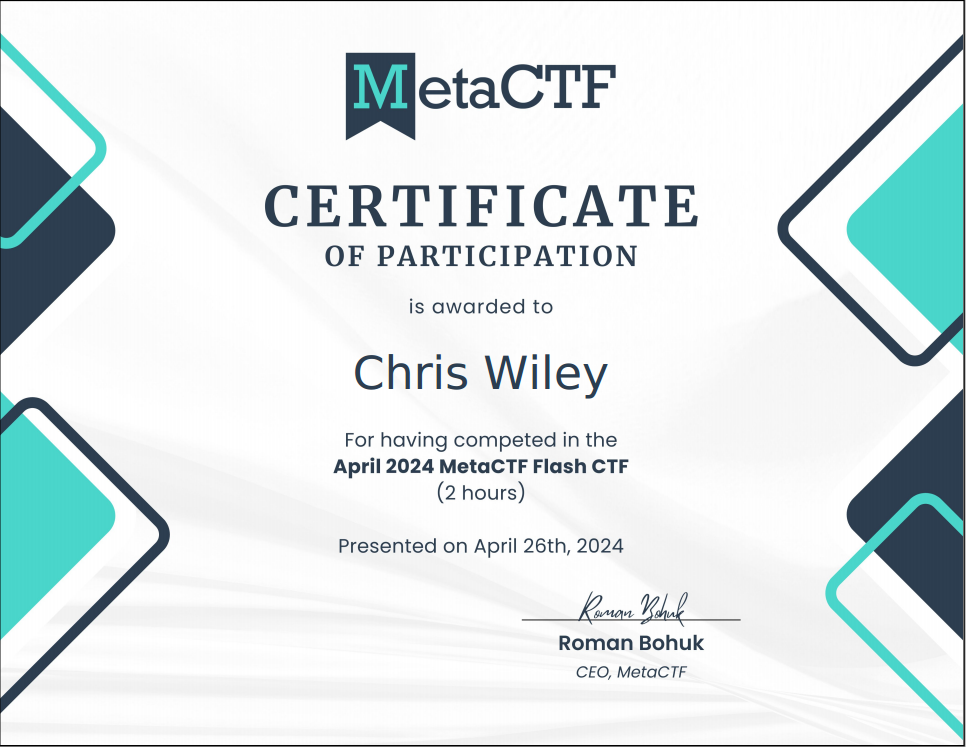 MetaCTF
CERTIFICATE
OF PARTICIPATION
is awarded to
Chris Wiley
For having competed in the
April 2024 MetaCTF Flash CTF
(2 hours)
Presented on April 26th, 2024
Roman Bohuk
Roman Bohuk
CEO, MetaCTF